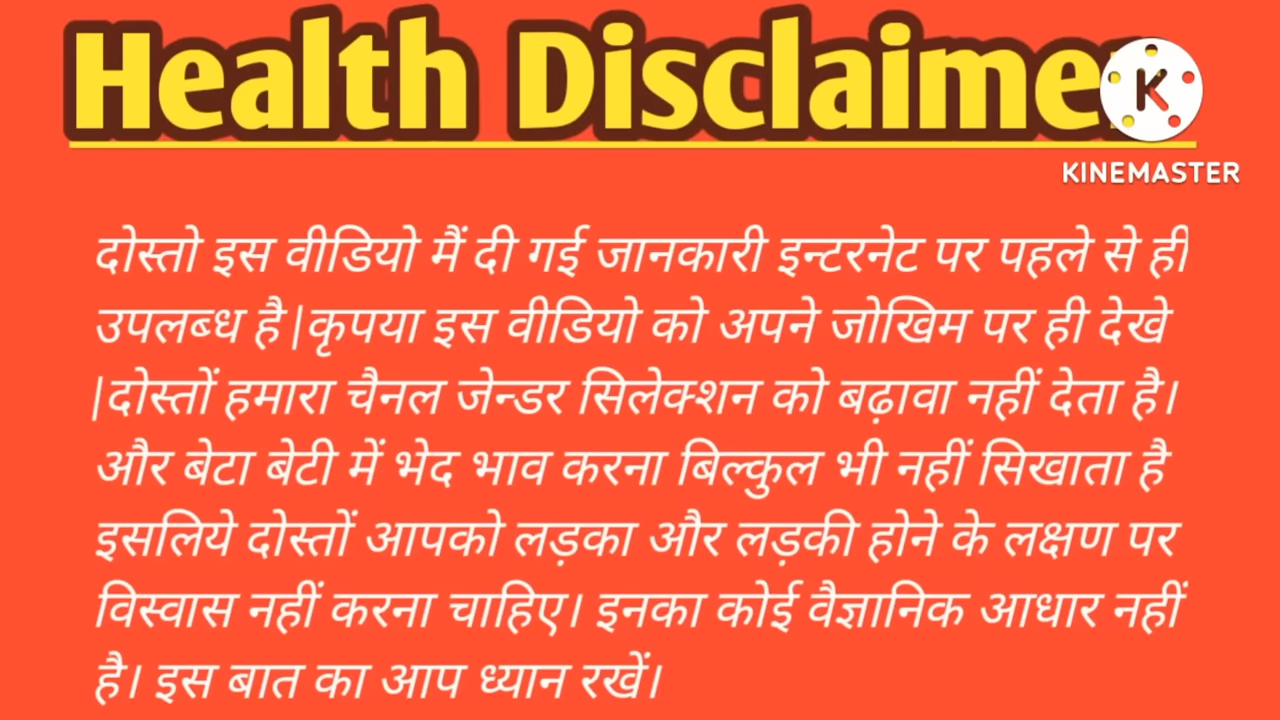 Health Disclaimer
K
KINEMASTER
दोस्तो इस वीडियो मैं दी गई जानकारी इन्टरनेट पर पहले से ही
उपलब्ध है|कृपया इस वीडियो को अपने जोखिम पर ही देखे
|दोस्तों हमारा चैनल जेन्डर सिलेक्शन को बढ़ावा नहीं देता है।
और बेटा बेटी में भेद भाव करना बिल्कुल भी नहीं सिखाता है
इसलिये दोस्तों आपको लड़का और लड़की होने के लक्षण पर
विस्वास नहीं करना चाहिए। इनका कोई वैज्ञानिक आधार नहीं
है। इस बात का आप ध्यान रखें।